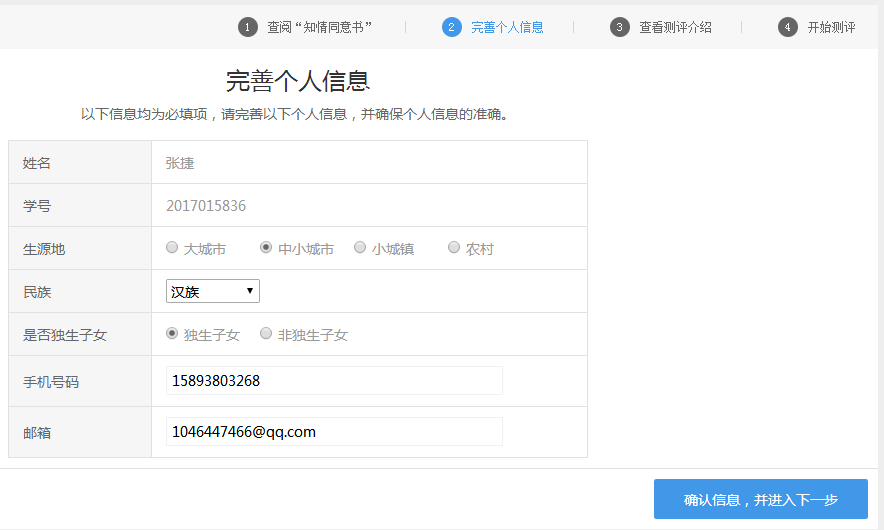 1 查阅“知情同意书” 2 完善个人信息 3 查看测评介绍 4 开始测评
完善个人信息
以下信息均为必填项，请完善以下个人信息，并确保个人信息的准确。
姓名 张捷
学号 2017015836
生源地 大城市 中小城市 小城镇 农村
民族 汉族
是否独生子女 独生子女 非独生子女
手机号码 15893803268
邮箱 1046447466@qq.com
确认信息，并进入下一步